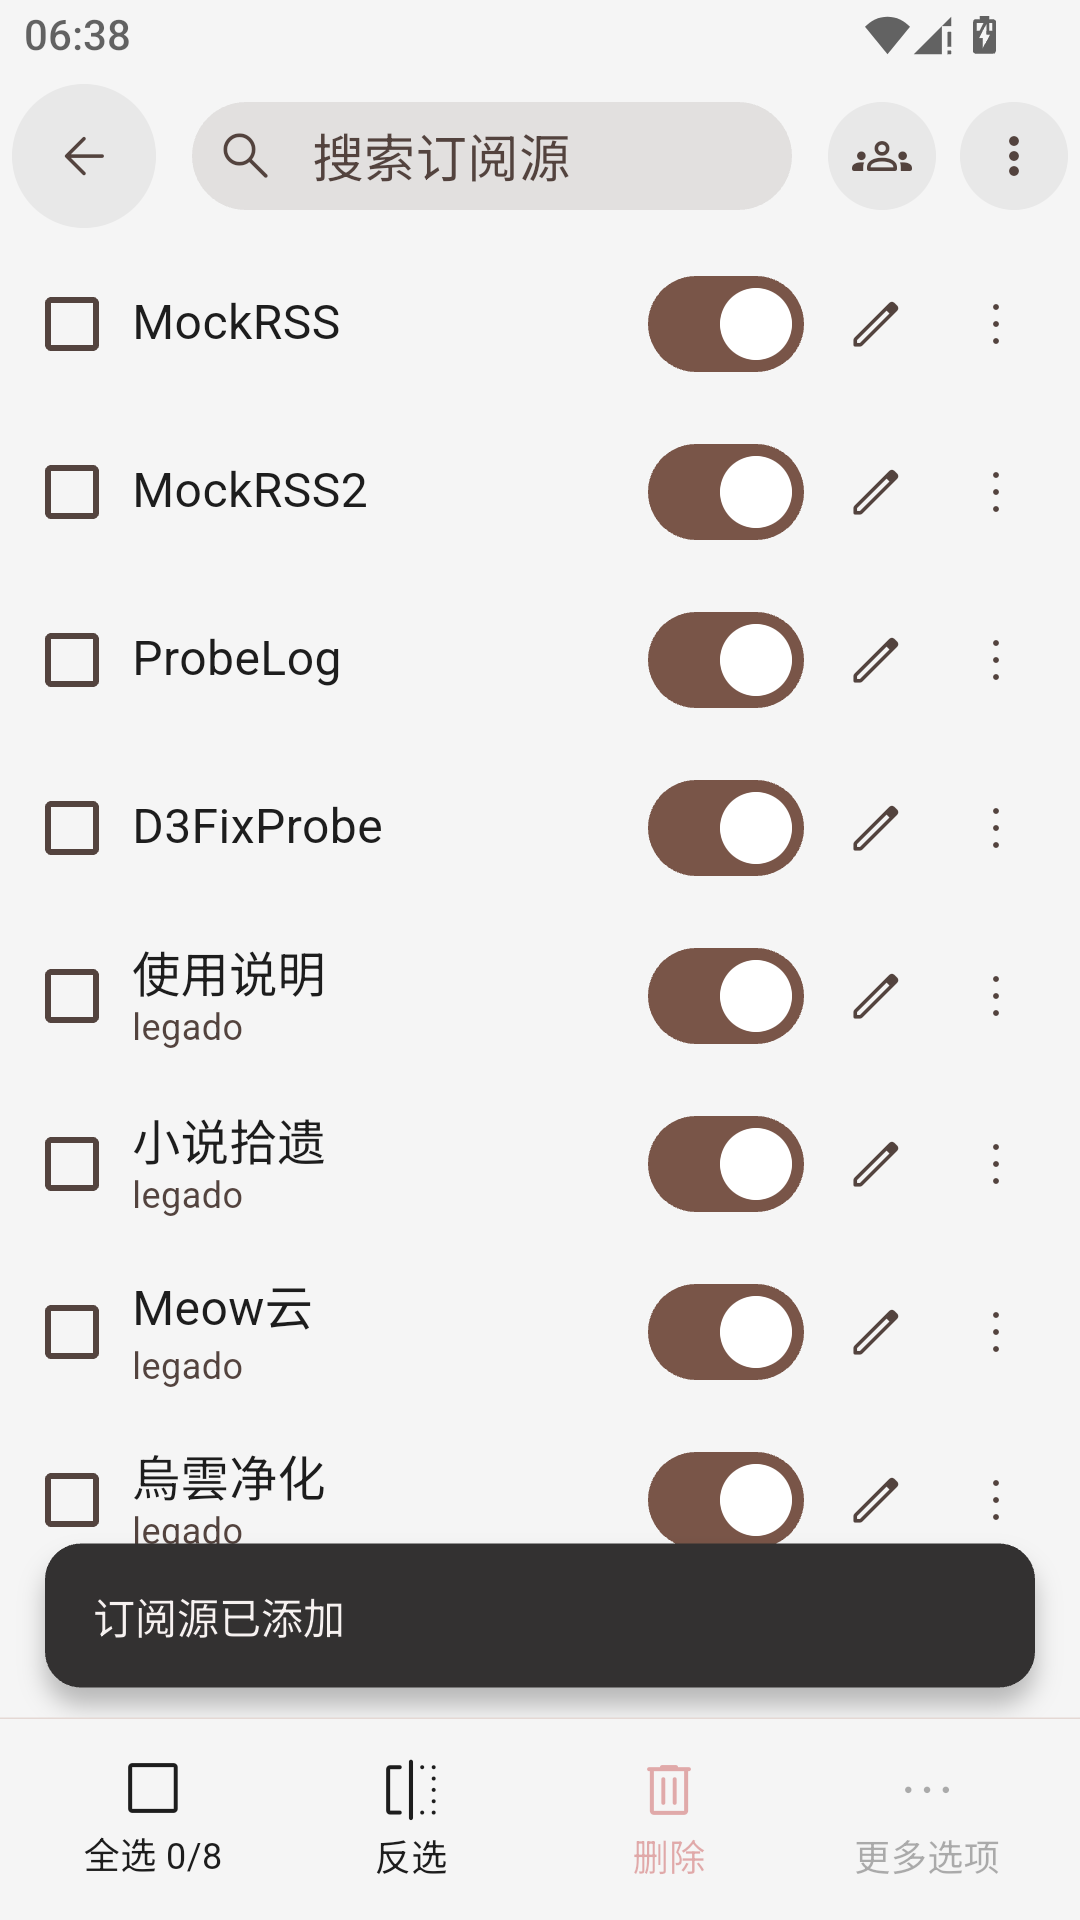 06:38
搜索订阅源
MockRSS
MockRSS2
ProbeLog
D3FixProbe
使用说明
legado
小说拾遗
legado
Meow云
legado
烏雲净化
legado
订阅源已添加
全选 0/8
反选
删除
更多选项